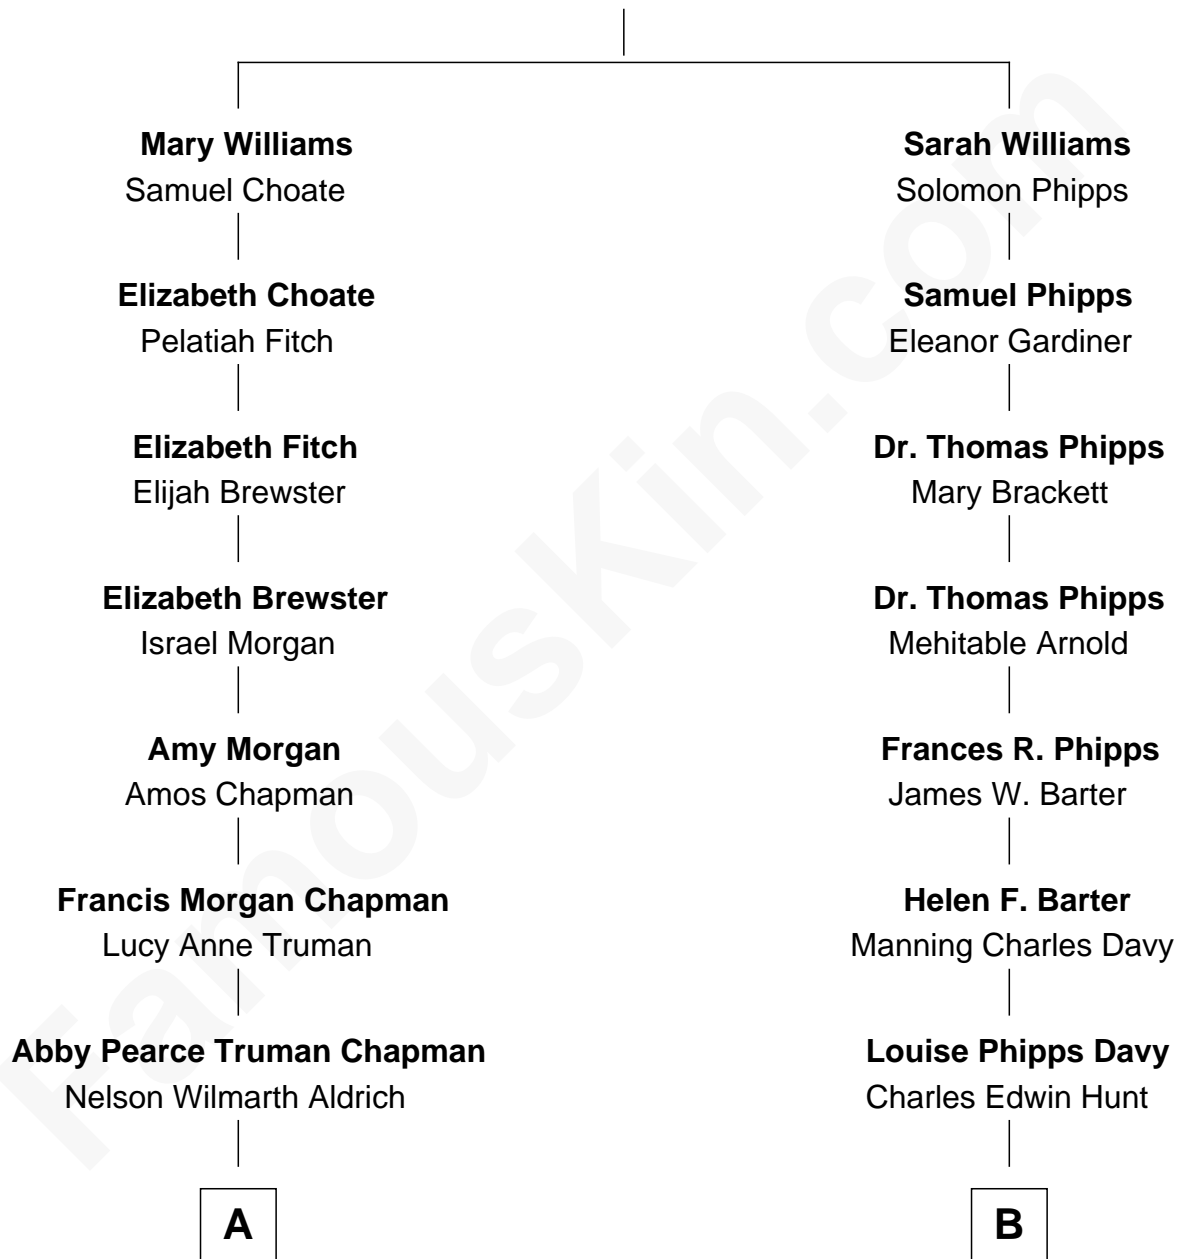 Mary Williams
Samuel Choate
Elizabeth Choate
Pelatiah Fitch
Elizabeth Fitch
Elijah Brewster
Elizabeth Brewster
Israel Morgan
Amy Morgan
Amos Chapman
Francis Morgan Chapman
Lucy Anne Truman
Abby Pearce Truman Chapman
Nelson Wilmarth Aldrich
A
Sarah Williams
Solomon Phipps
Samuel Phipps
Eleanor Gardiner
Dr. Thomas Phipps
Mary Brackett
Dr. Thomas Phipps
Mehitable Arnold
Frances R. Phipps
James W. Barter
Helen F. Barter
Manning Charles Davy
Louise Phipps Davy
Charles Edwin Hunt
B
FamousKin.com